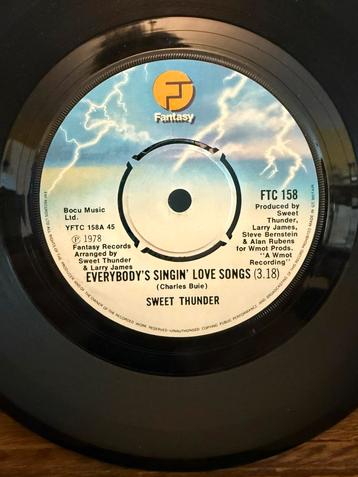 Fantasy
FTC 158
Bocu Music
Ltd.
YFTC 158A 45
Ⓟ 1978
Fantasy Records
Arranged by
Sweet Thunder
& Larry James
Produced by
Sweet
Thunder,
Larry James,
Steve Bernstein
& Alan Rubens
for Wmot Prods.
"A Wmot
Recording"
EVERYBODY'S SINGIN' LOVE SONGS (3.18)
(Charles Buie)
SWEET THUNDER